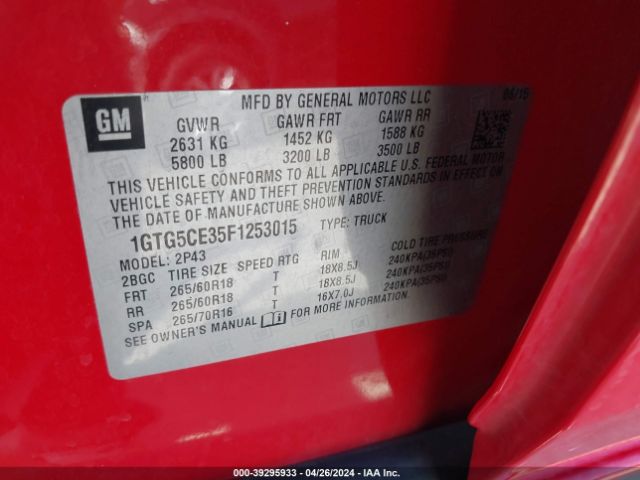 GM
MFD BY GENERAL MOTORS LLC 06/15
GVWR GAWR FRT GAWR RR
2631 KG 1452 KG 1588 KG
5800 LB 3200 LB 3500 LB
THIS VEHICLE CONFORMS TO ALL APPLICABLE U.S. FEDERAL MOTOR
VEHICLE SAFETY AND THEFT PREVENTION STANDARDS IN EFFECT ON
THE DATE OF MANUFACTURE SHOWN ABOVE.
1GTG5CE35F1253015 TYPE: TRUCK
MODEL: 2P43
2BGC TIRE SIZE SPEED RTG RIM COLD TIRE PRESSURE
FRT 265/60R18 T 18X8.5J 240KPA(35PSI)
RR 265/60R18 T 18X8.5J 240KPA(35PSI)
SPA 265/70R16 T 16X7.0J 240KPA(35PSI)
SEE OWNER'S MANUAL FOR MORE INFORMATION.
000-39295933 - 04/26/2024 - IAA, Inc.